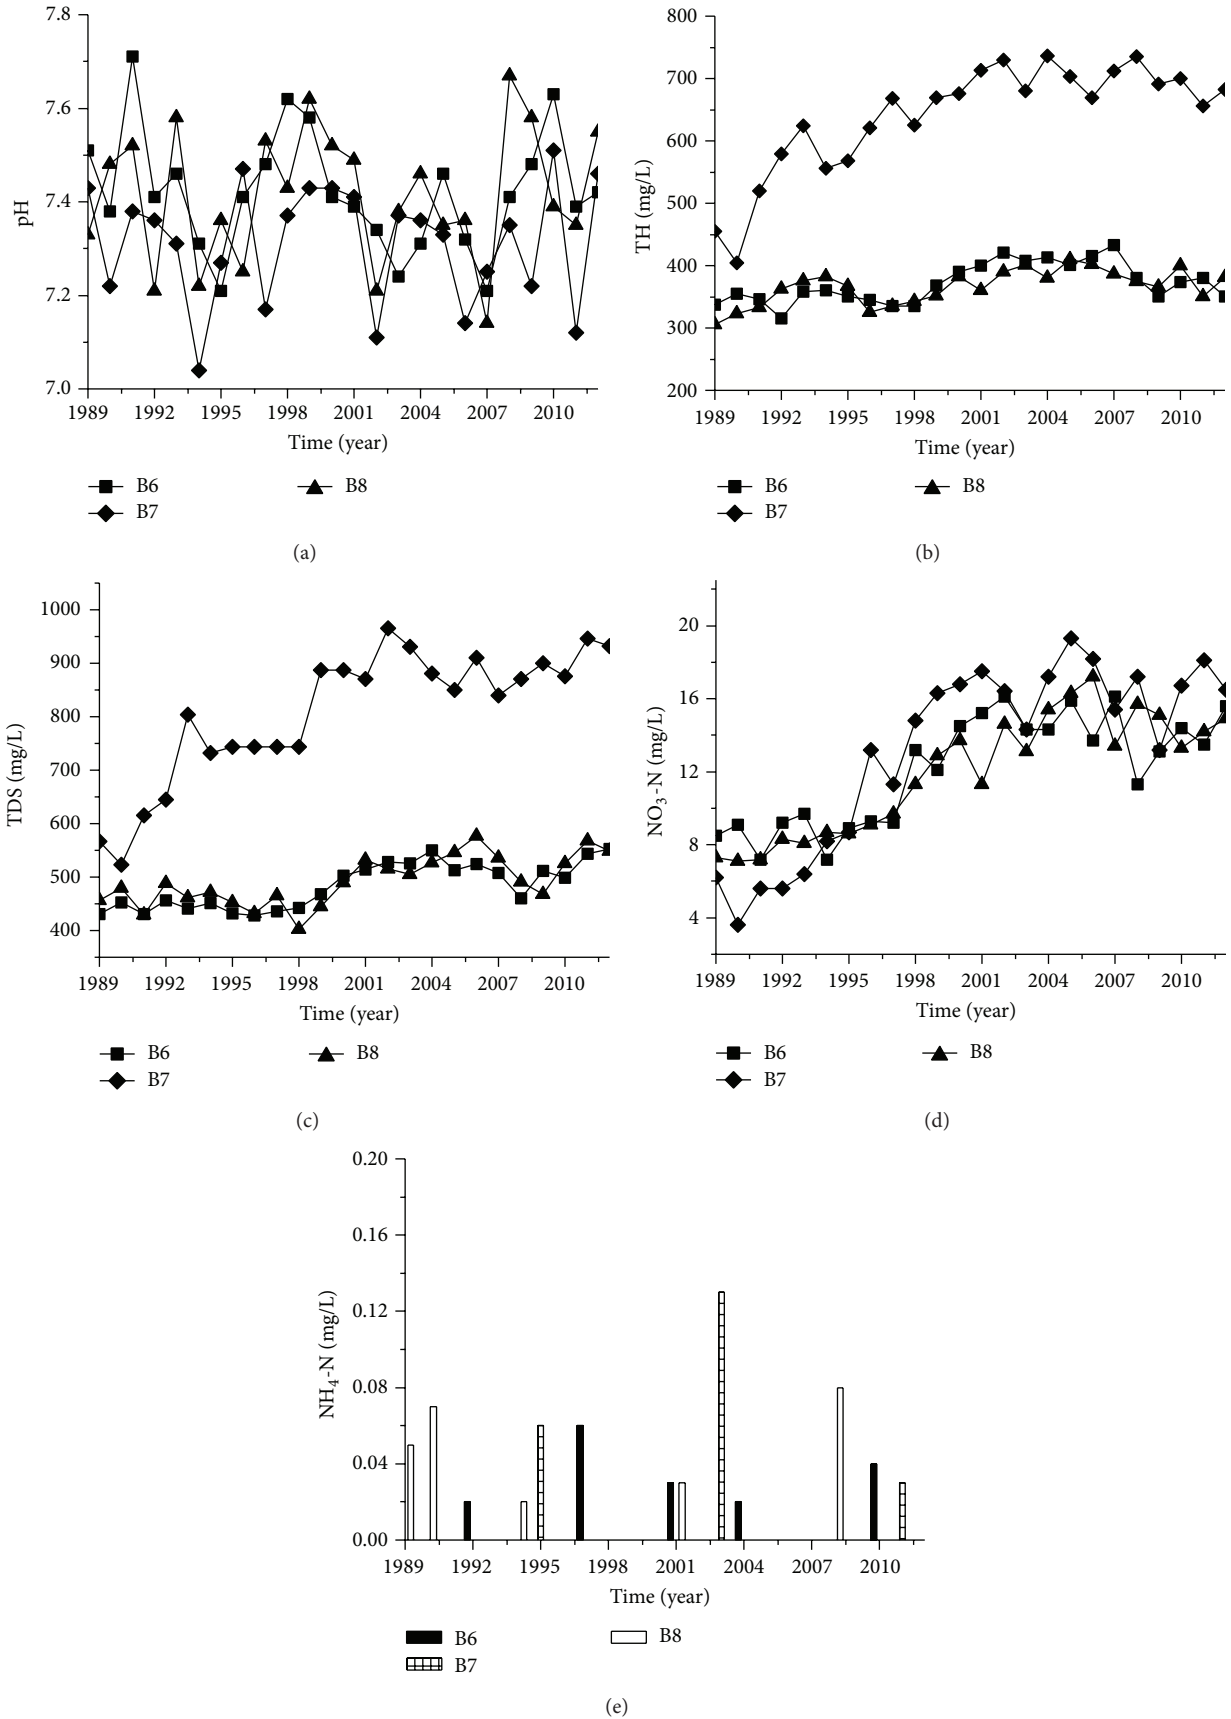 7.8
7.6
7.4
7.2
7.0
pH
1989 1992 1995 1998 2001 2004 2007 2010
Time (year)
B6 B8
B7
(a)
800
700
600
500
400
300
200
TH (mg/L)
1989 1992 1995 1998 2001 2004 2007 2010
Time (year)
B6 B8
B7
(b)
1000
900
800
700
600
500
400
TDS (mg/L)
1989 1992 1995 1998 2001 2004 2007 2010
Time (year)
B6 B8
B7
(c)
20
16
12
8
4
NO₃-N (mg/L)
1989 1992 1995 1998 2001 2004 2007 2010
Time (year)
B6 B8
B7
(d)
0.20
0.16
0.12
0.08
0.04
0.00
NH₄-N (mg/L)
1989 1992 1995 1998 2001 2004 2007 2010
Time (year)
B6 B8
B7
(e)